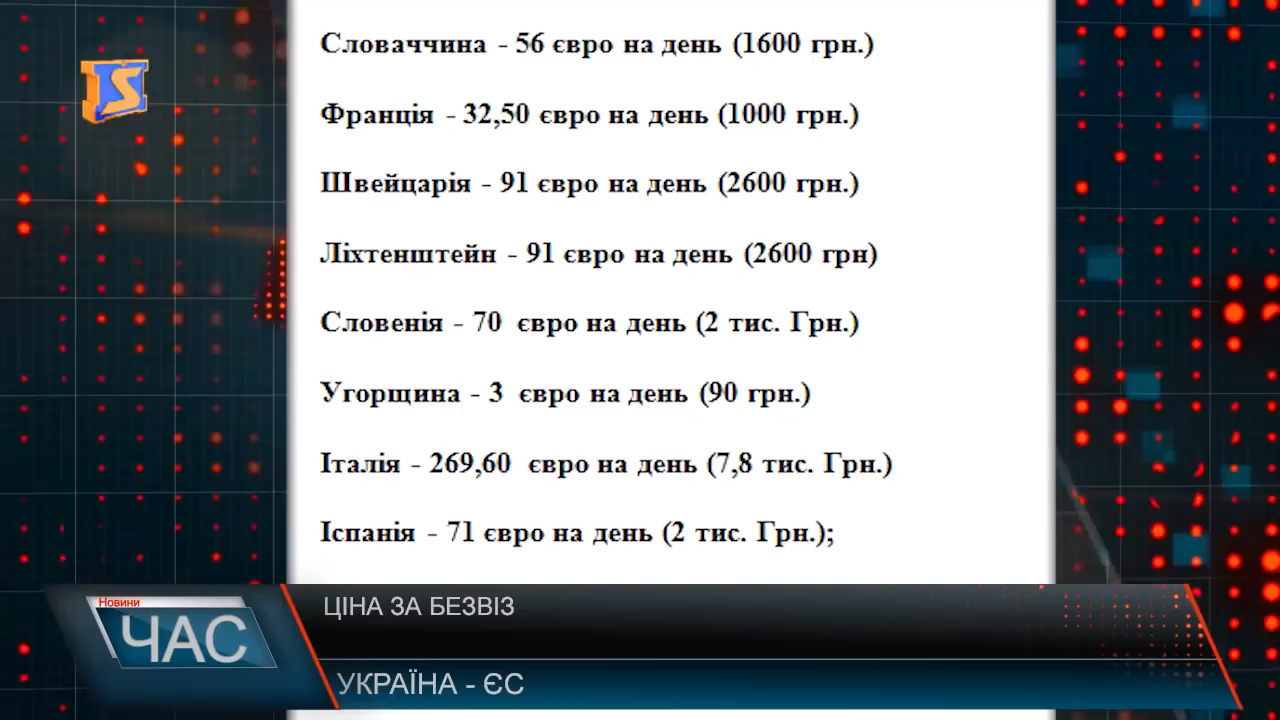 Словаччина - 56 євро на день (1600 грн.)
Франція - 32,50 євро на день (1000 грн.)
Швейцарія - 91 євро на день (2600 грн.)
Ліхтенштейн - 91 євро на день (2600 грн)
Словенія - 70 євро на день (2 тис. Грн.)
Угорщина - 3 євро на день (90 грн.)
Італія - 269,60 євро на день (7,8 тис. Грн.)
Іспанія - 71 євро на день (2 тис. Грн.);
Новини
ЧАС
ЦІНА ЗА БЕЗВІЗ
УКРАЇНА - ЄС